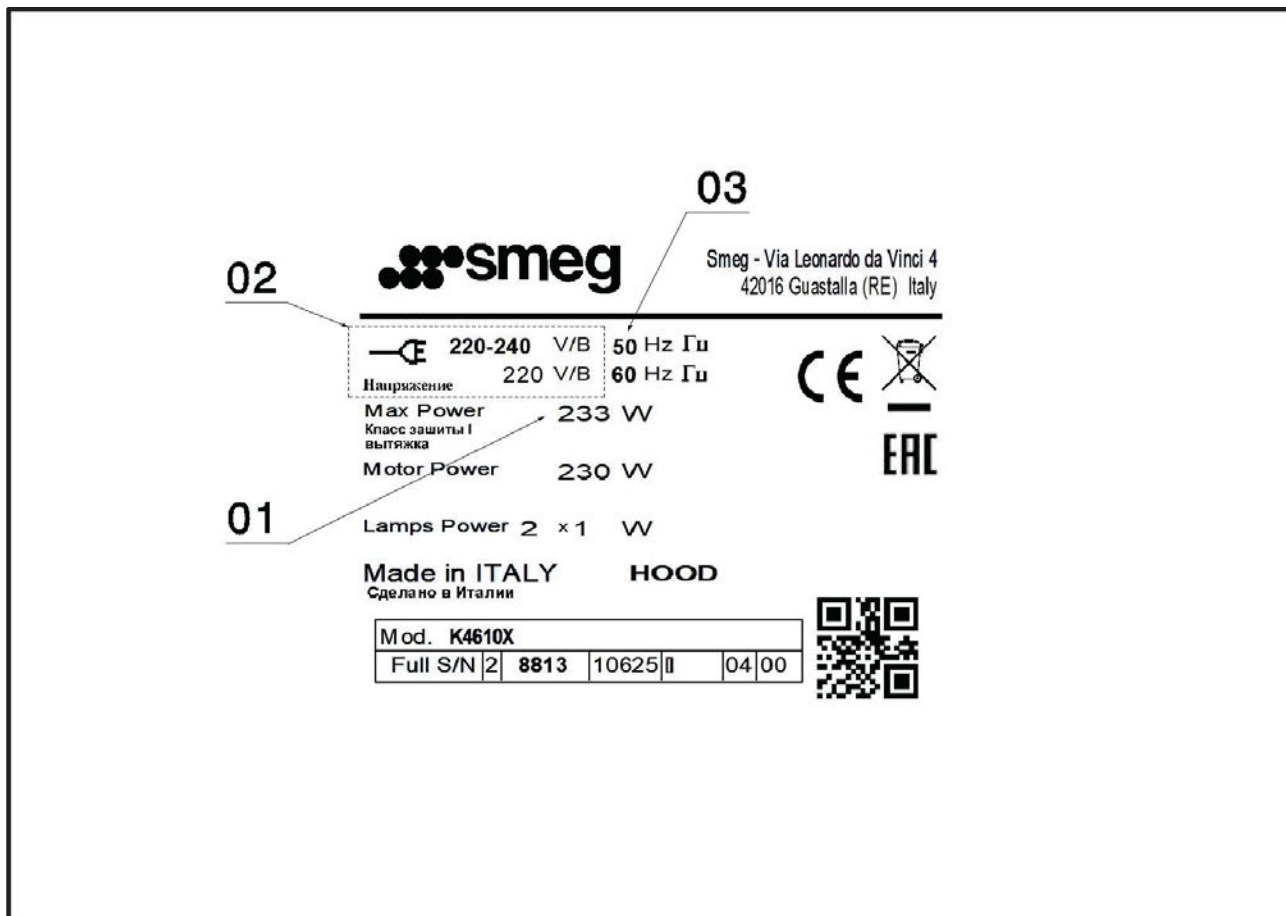 03
smeg
Smeg - Via Leonardo da Vinci 4
42016 Guastalla (RE) Italy
02
220-240 V/В 50 Hz Гц
220 V/В 60 Hz Гц
Напряжение
Max Power 233 W
Класс зашиты I
вытяжка
Motor Power 230 W
01
Lamps Power 2 x 1 W
Made in ITALY HOOD
Сделано в Италии
Mod. K4610X
Full S/N 2 8813 10625 04 00
CE
EAC